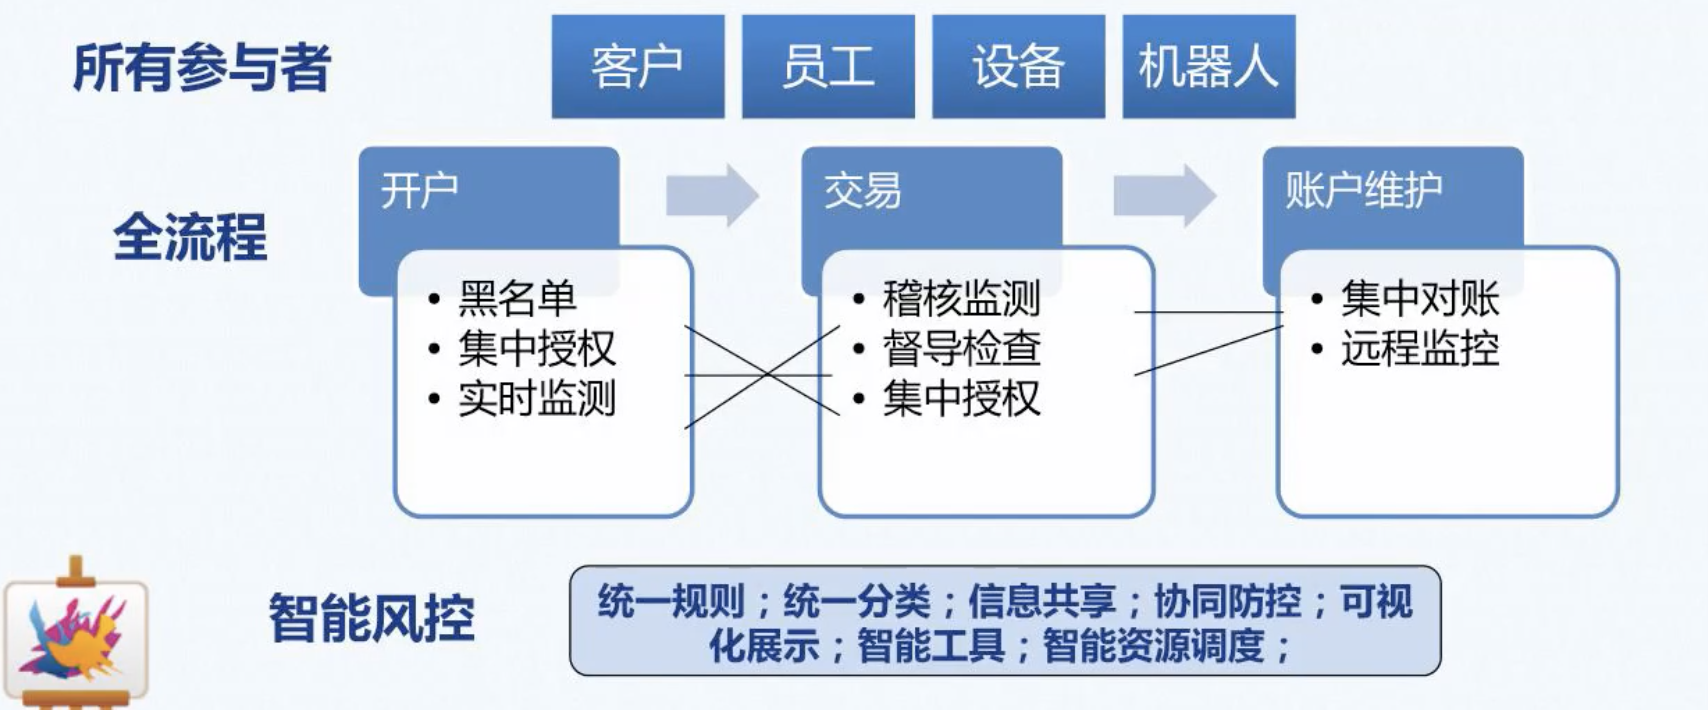 所有参与者
客户
员工
设备
机器人
全流程
开户
• 黑名单
• 集中授权
• 实时监测
交易
• 稽核监测
• 督导检查
• 集中授权
账户维护
• 集中对账
• 远程监控
智能风控
统一规则；统一分类；信息共享；协同防控；可视
化展示；智能工具；智能资源调度；